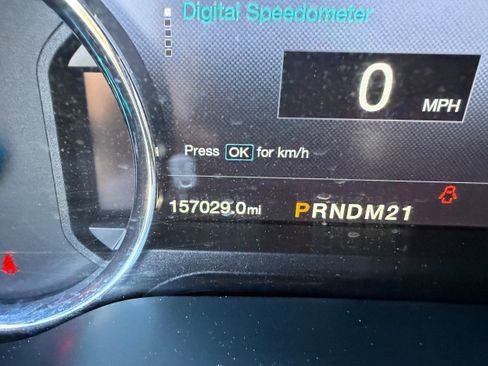 Digital Speedometer
0 MPH
Press OK for km/h
157029.0mi PRNDM21